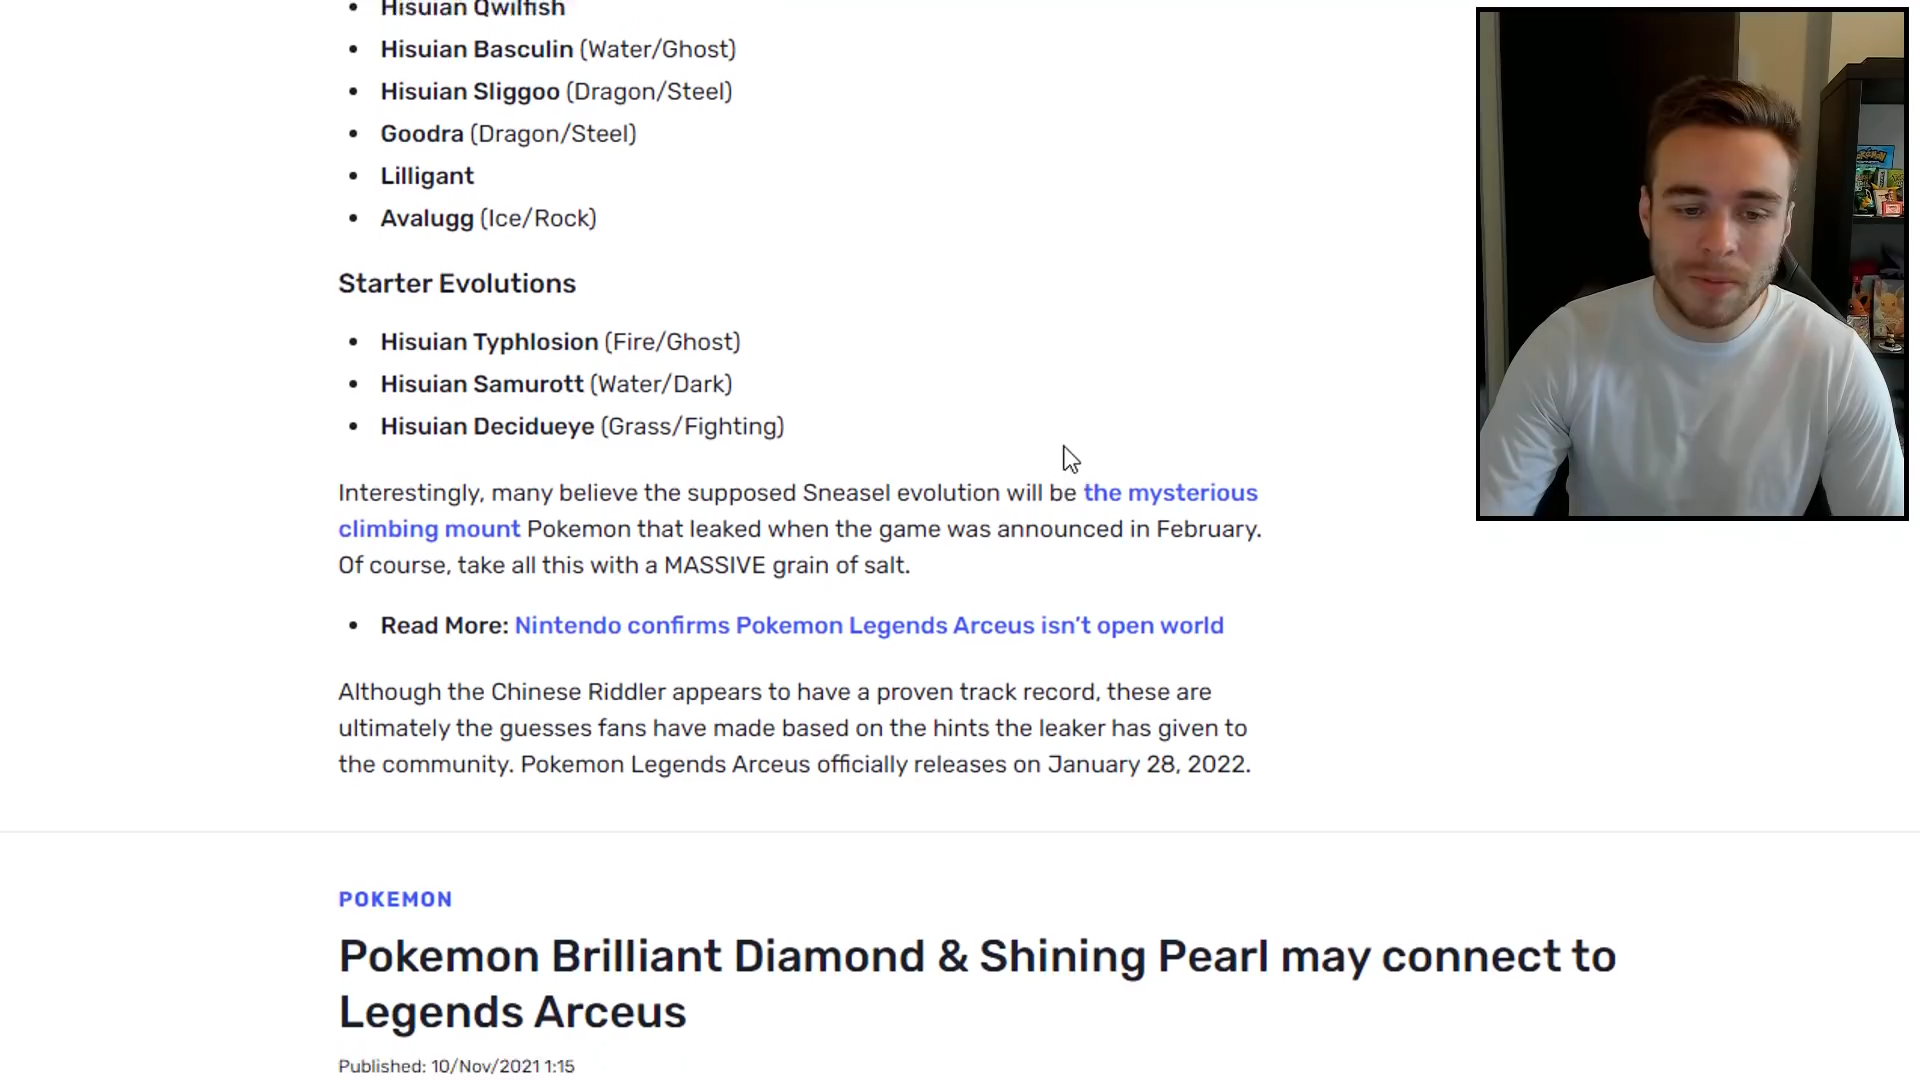 Hisuian Qwilfish
Hisuian Basculin (Water/Ghost)
Hisuian Sliggoo (Dragon/Steel)
Goodra (Dragon/Steel)
Lilligant
Avalugg (Ice/Rock)
Starter Evolutions
Hisuian Typhlosion (Fire/Ghost)
Hisuian Samurott (Water/Dark)
Hisuian Decidueye (Grass/Fighting)
Interestingly, many believe the supposed Sneasel evolution will be the mysterious
climbing mount Pokemon that leaked when the game was announced in February.
Of course, take all this with a MASSIVE grain of salt.
Read More: Nintendo confirms Pokemon Legends Arceus isn't open world
Although the Chinese Riddler appears to have a proven track record, these are
ultimately the guesses fans have made based on the hints the leaker has given to
the community. Pokemon Legends Arceus officially releases on January 28, 2022.
POKEMON
Pokemon Brilliant Diamond & Shining Pearl may connect to
Legends Arceus
Published: 10/Nov/2021 1:15